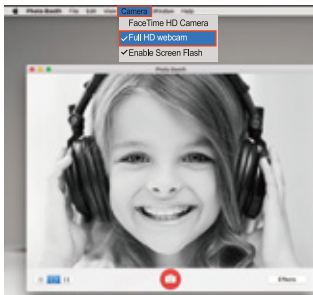 Photo Booth File Edit View Camera Window Help
FaceTime HD Camera
✓Full HD webcam
✓Enable Screen Flash
Photo Booth
Effects